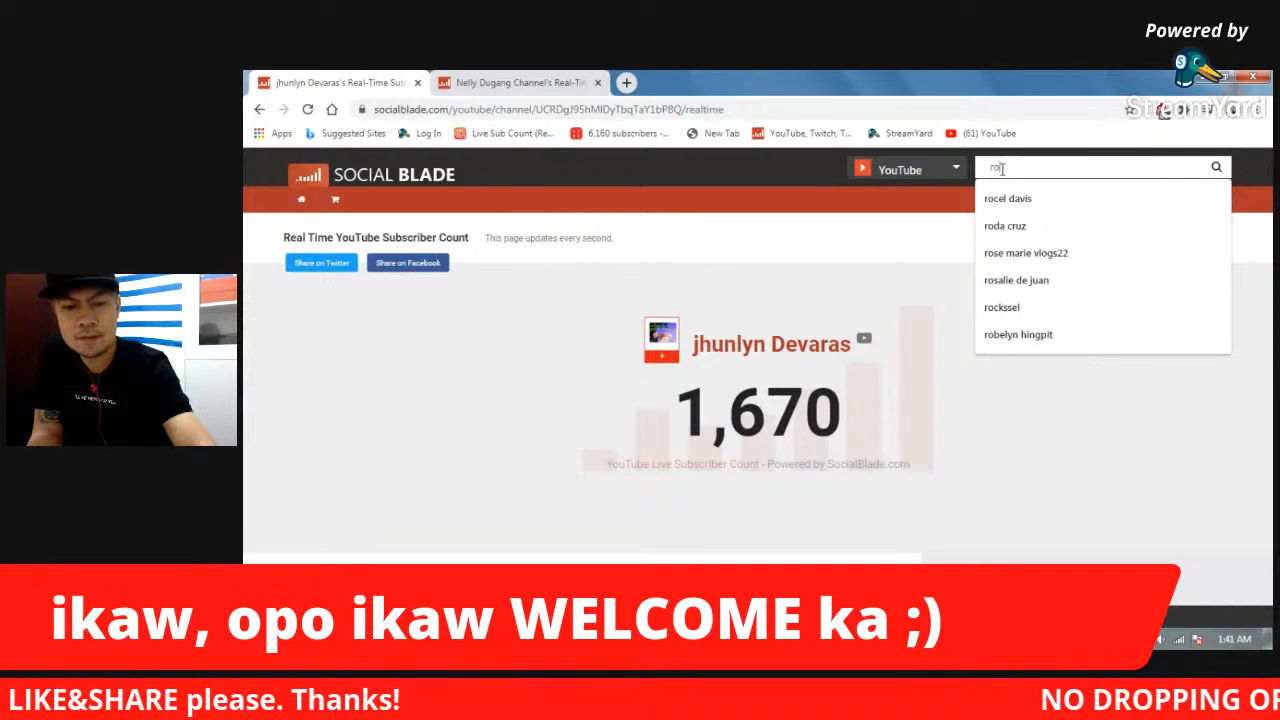 Powered by
StreamYard
jhunlyn Devaras's Real-Time Sub
Nelly Dugang Channel's Real-Tim
socialblade.com/youtube/channel/UCRDgJ95hMIDyTbqTaY1bPBQ/realtime
Apps
Suggested Sites
Log In
Live Sub Count (Re...
6,160 subscribers -...
New Tab
YouTube, Twitch, T...
StreamYard
(61) YouTube
SOCIAL BLADE
YouTube
ro
rocel davis
roda cruz
rose marie vlogs22
rosalie de juan
rockssel
robelyn hingpit
Real Time YouTube Subscriber Count
This page updates every second.
Share on Twitter
Share on Facebook
jhunlyn Devaras
1,670
YouTube Live Subscriber Count - Powered by SocialBlade.com
ikaw, opo ikaw WELCOME ka ;)
1:41 AM
LIKE&SHARE please. Thanks!
NO DROPPING OF